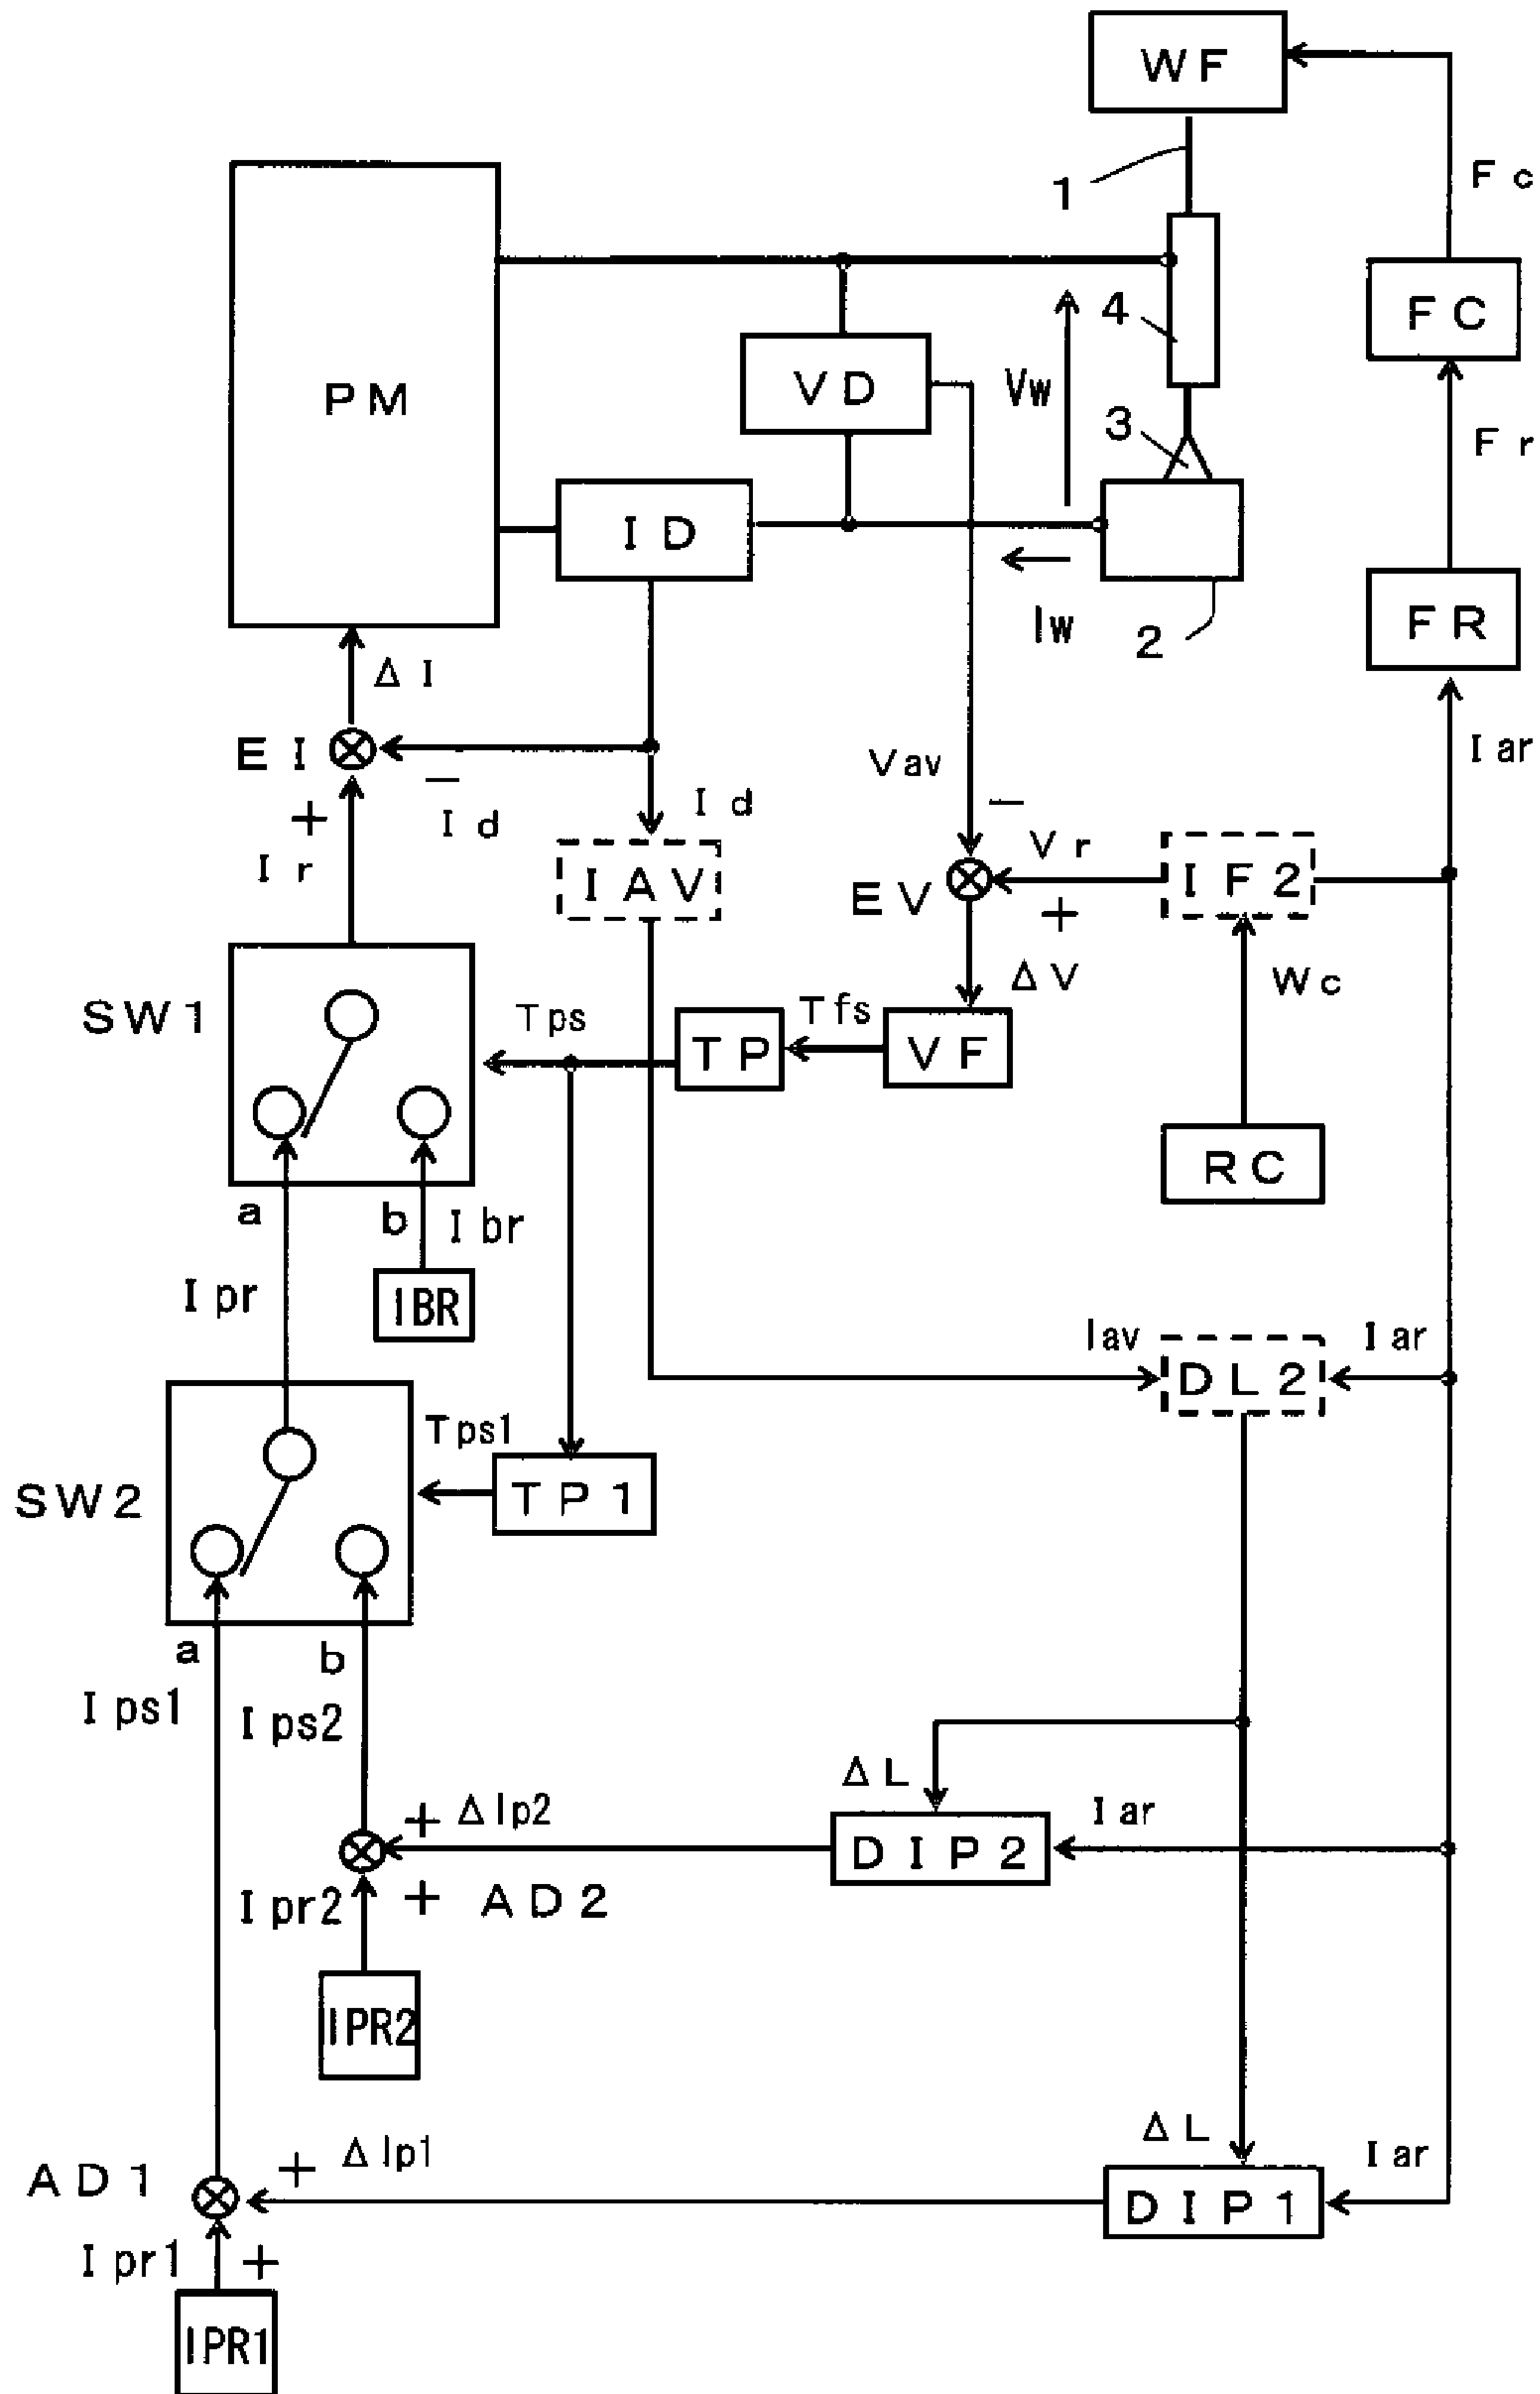 WF
1
Fc
PM
4
FC
VD
Vw
3
Fr
ID
Iw
2
FR
ΔI
EI
−
+
Id
Id
Vav
−
Iar
Ir
IAV
EV
Vr
+
IF2
ΔV
Wc
SW1
Tps
TP
Tfs
VF
RC
a
b
Ibr
Ipr
IBR
Iav
DL2
Iar
SW2
Tps1
TP1
a
b
Ips1
Ips2
ΔL
+
ΔIp2
DIP2
Iar
Ipr2
+
AD2
IPR2
ΔL
AD1
+
ΔIp1
DIP1
Iar
Ipr1
+
IPR1